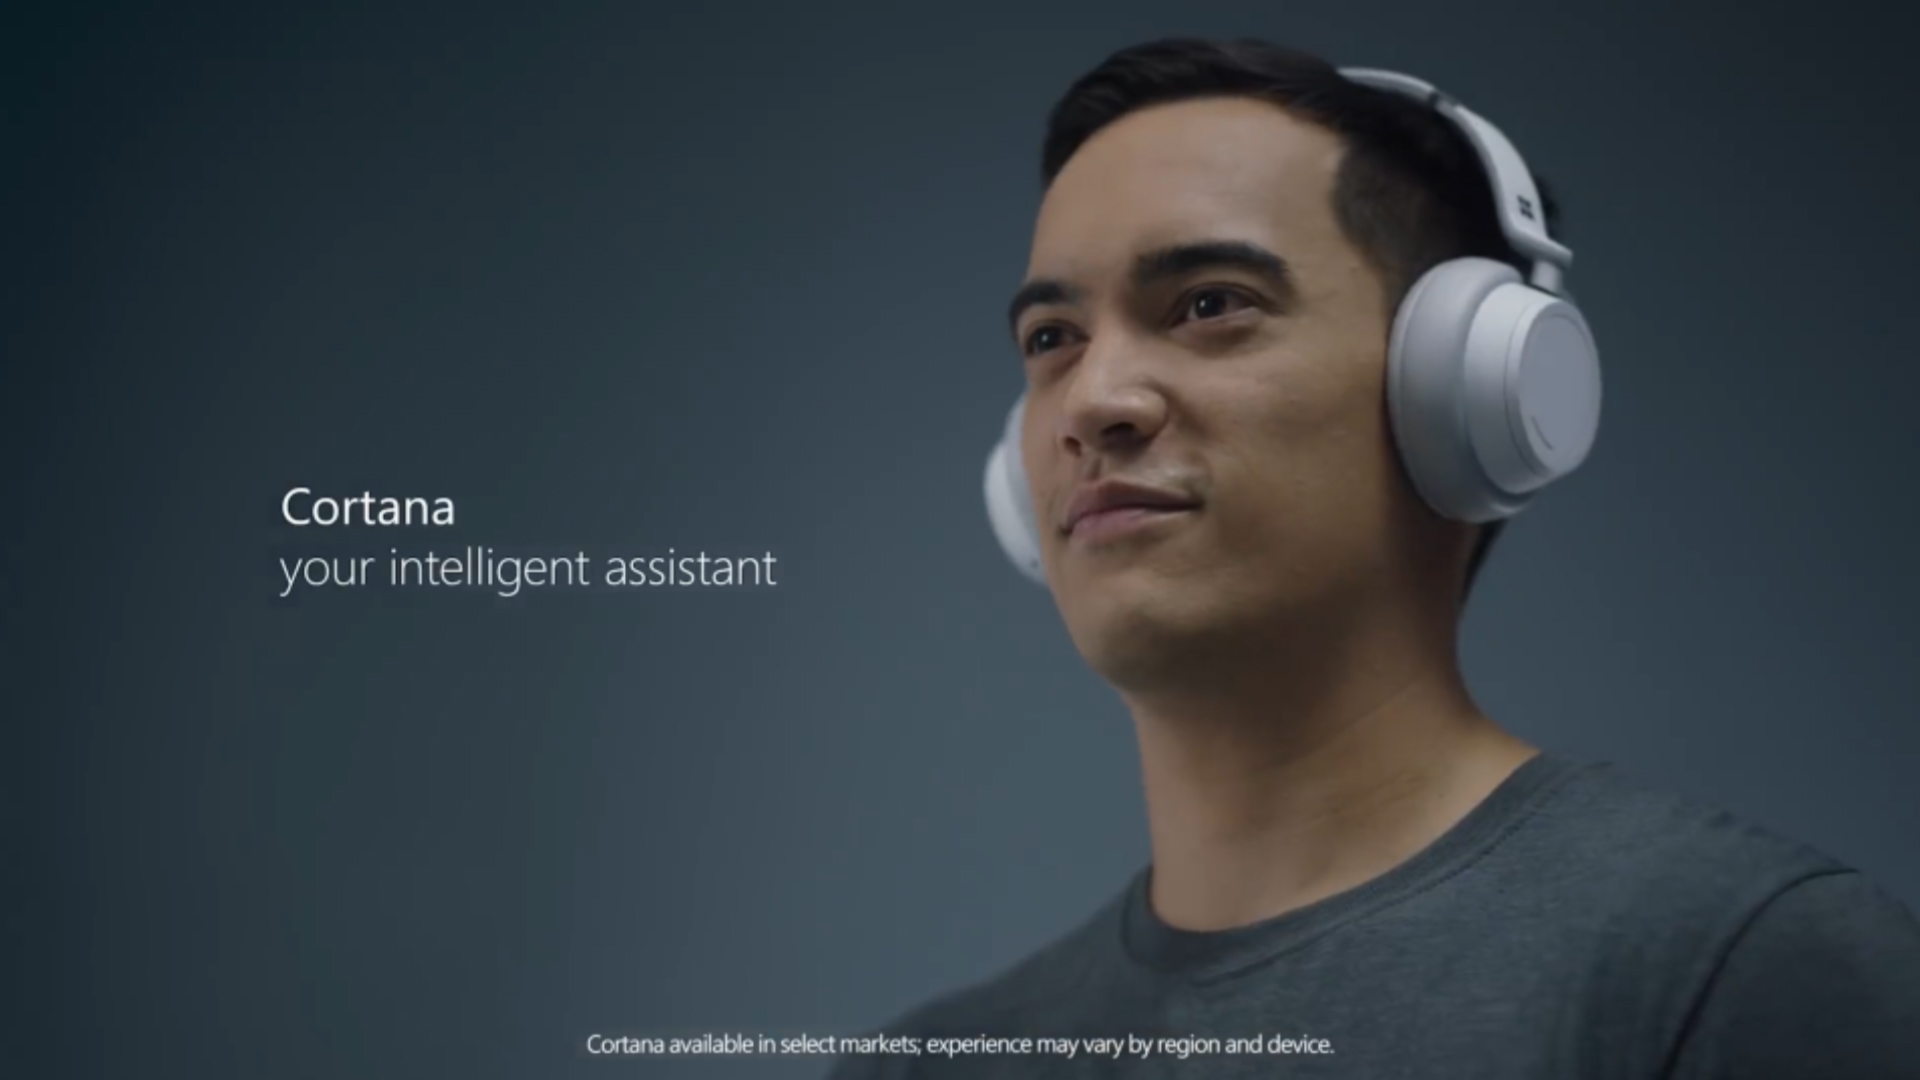 Cortana
your intelligent assistant
Cortana available in select markets; experience may vary by region and device.